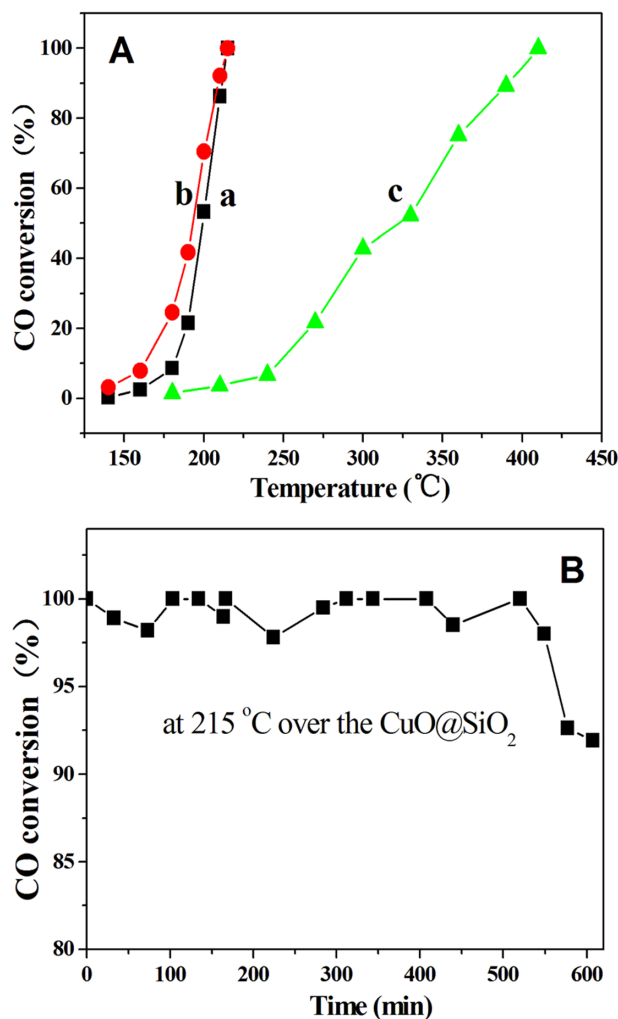 A
CO conversion (%)
100
80
60
40
20
0
b a
c
150 200 250 300 350 400 450
Temperature (℃)
B
CO conversion (%)
100
95
90
85
80
at 215 °C over the CuO@SiO₂
0 100 200 300 400 500 600
Time (min)